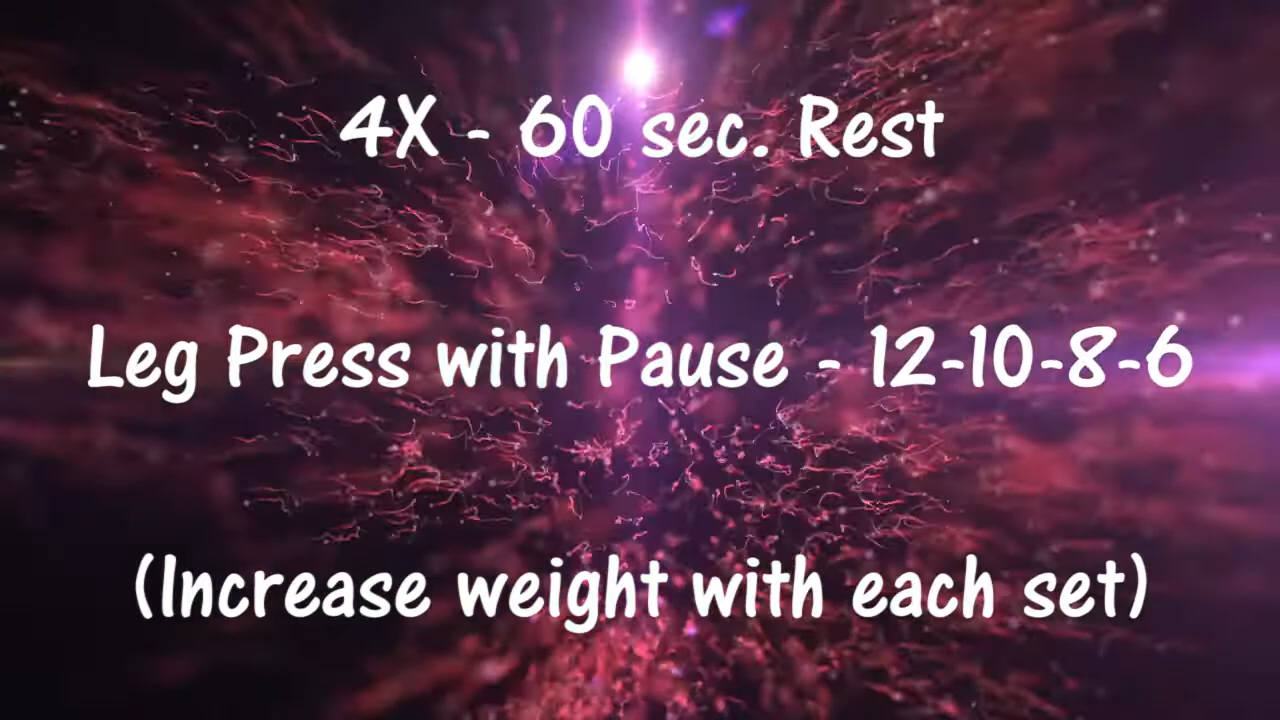 4X - 60 sec. Rest
Leg Press with Pause - 12-10-8-6
(Increase weight with each set)